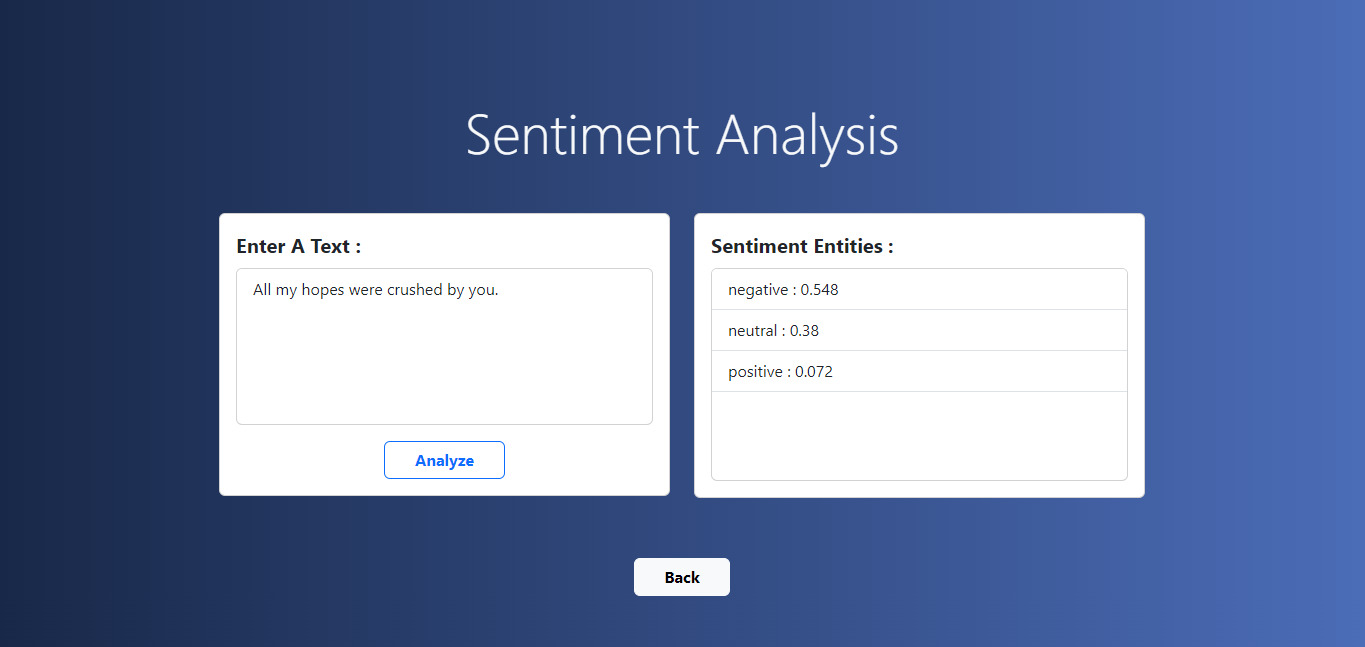 Sentiment Analysis
Enter A Text :
All my hopes were crushed by you.
Analyze
Sentiment Entities :
negative : 0.548
neutral : 0.38
positive : 0.072
Back